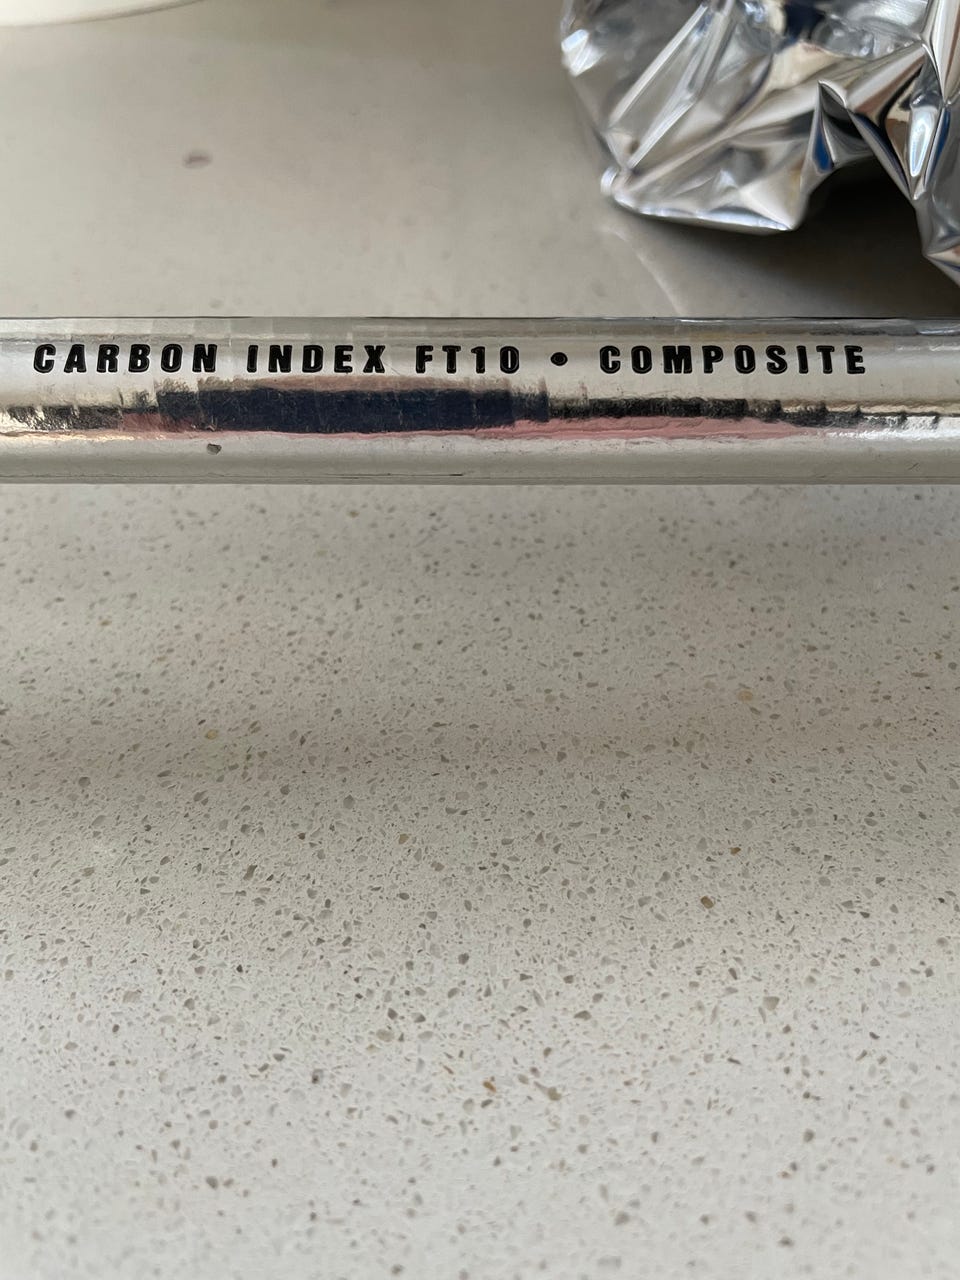 CARBON INDEX FT10 • COMPOSITE